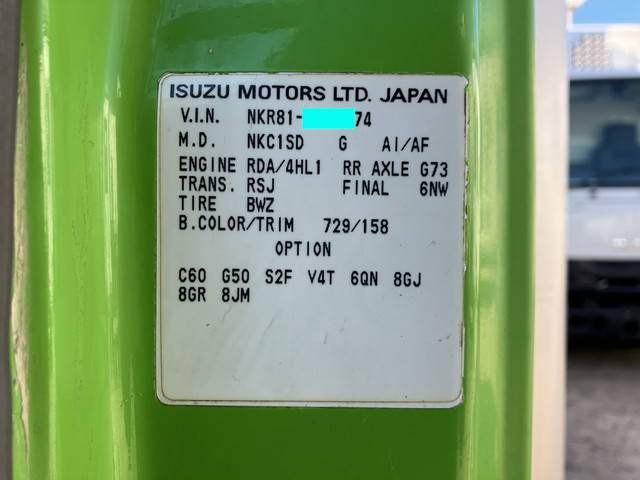 ISUZU MOTORS LTD. JAPAN
V.I.N. NKR81- 74
M.D. NKC1SD G AI/AF
ENGINE RDA/4HL1 RR AXLE G73
TRANS. RSJ FINAL 6NW
TIRE BWZ
B.COLOR/TRIM 729/158
OPTION
C60 G50 S2F V4T 6QN 8GJ
8GR 8JM